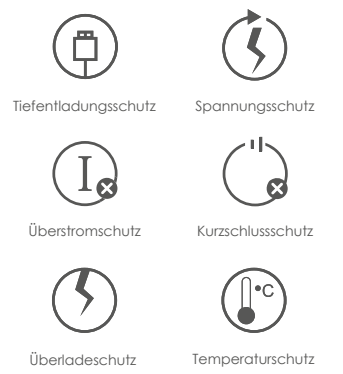 Tiefentladungsschutz
Spannungsschutz
I
Überstromschutz
Kurzschlussschutz
°C
Überladeschutz
Temperaturschutz